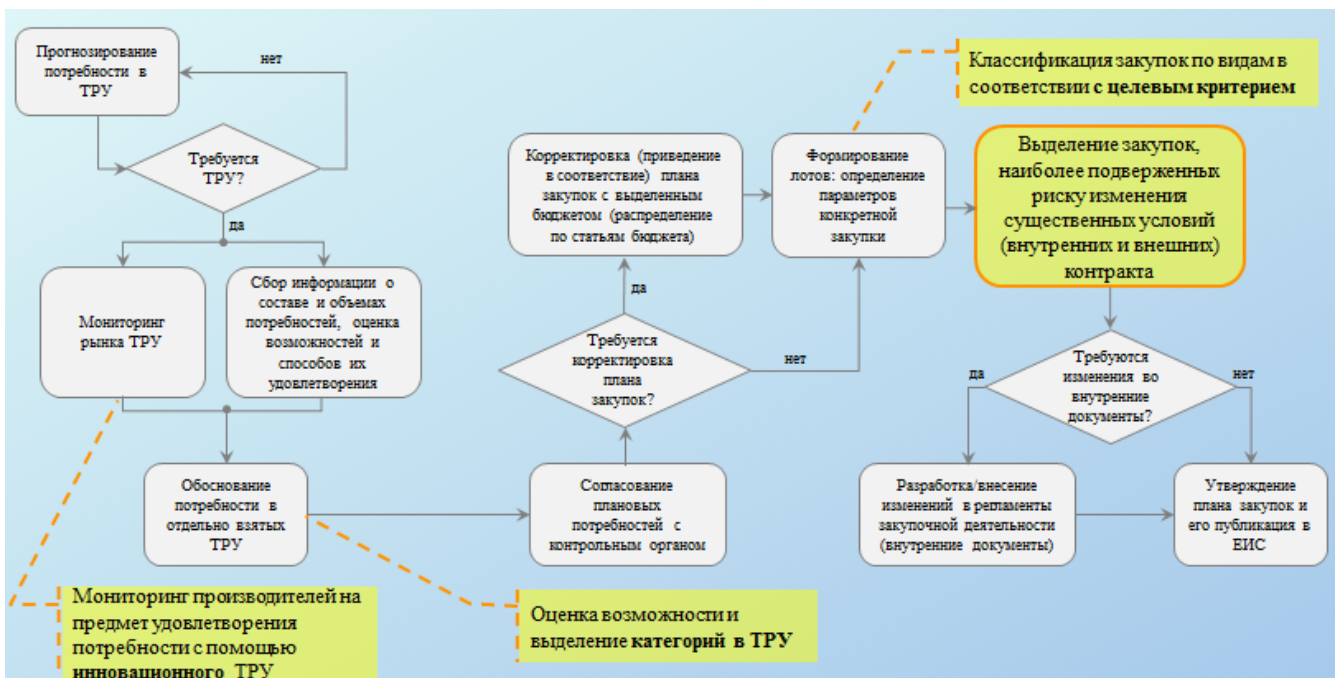 Прогнозирование
потребности в
ТРУ
нет
Требуется
ТРУ?
да
Мониторинг
рынка ТРУ
Сбор информации о
составе и объемах
потребностей, оценка
возможностей и
способов их
удовлетворения
Обоснование
потребности в
отдельно взятых
ТРУ
Мониторинг производителей на
предмет удовлетворения
потребности с помощью
инновационного ТРУ
Оценка возможности и
выделение категорий в ТРУ
Согласование
плановых
потребностей с
контрольным органом
Требуется
корректировка
плана
закупок?
да
нет
Корректировка (приведение
в соответствие) плана
закупок с выделенным
бюджетом (распределение
по статьям бюджета)
Формирование
лотов: определение
параметров
конкретной
закупки
Классификация закупок по видам в
соответствии с целевым критерием
Выделение закупок,
наиболее подверженных
риску изменения
существенных условий
(внутренних и внешних)
контракта
Требуются
изменения во
внутренние
документы?
да
нет
Разработка/внесение
изменений в регламенты
закупочной деятельности
(внутренние документы)
Утверждение
плана закупок и
его публикация в
ЕИС